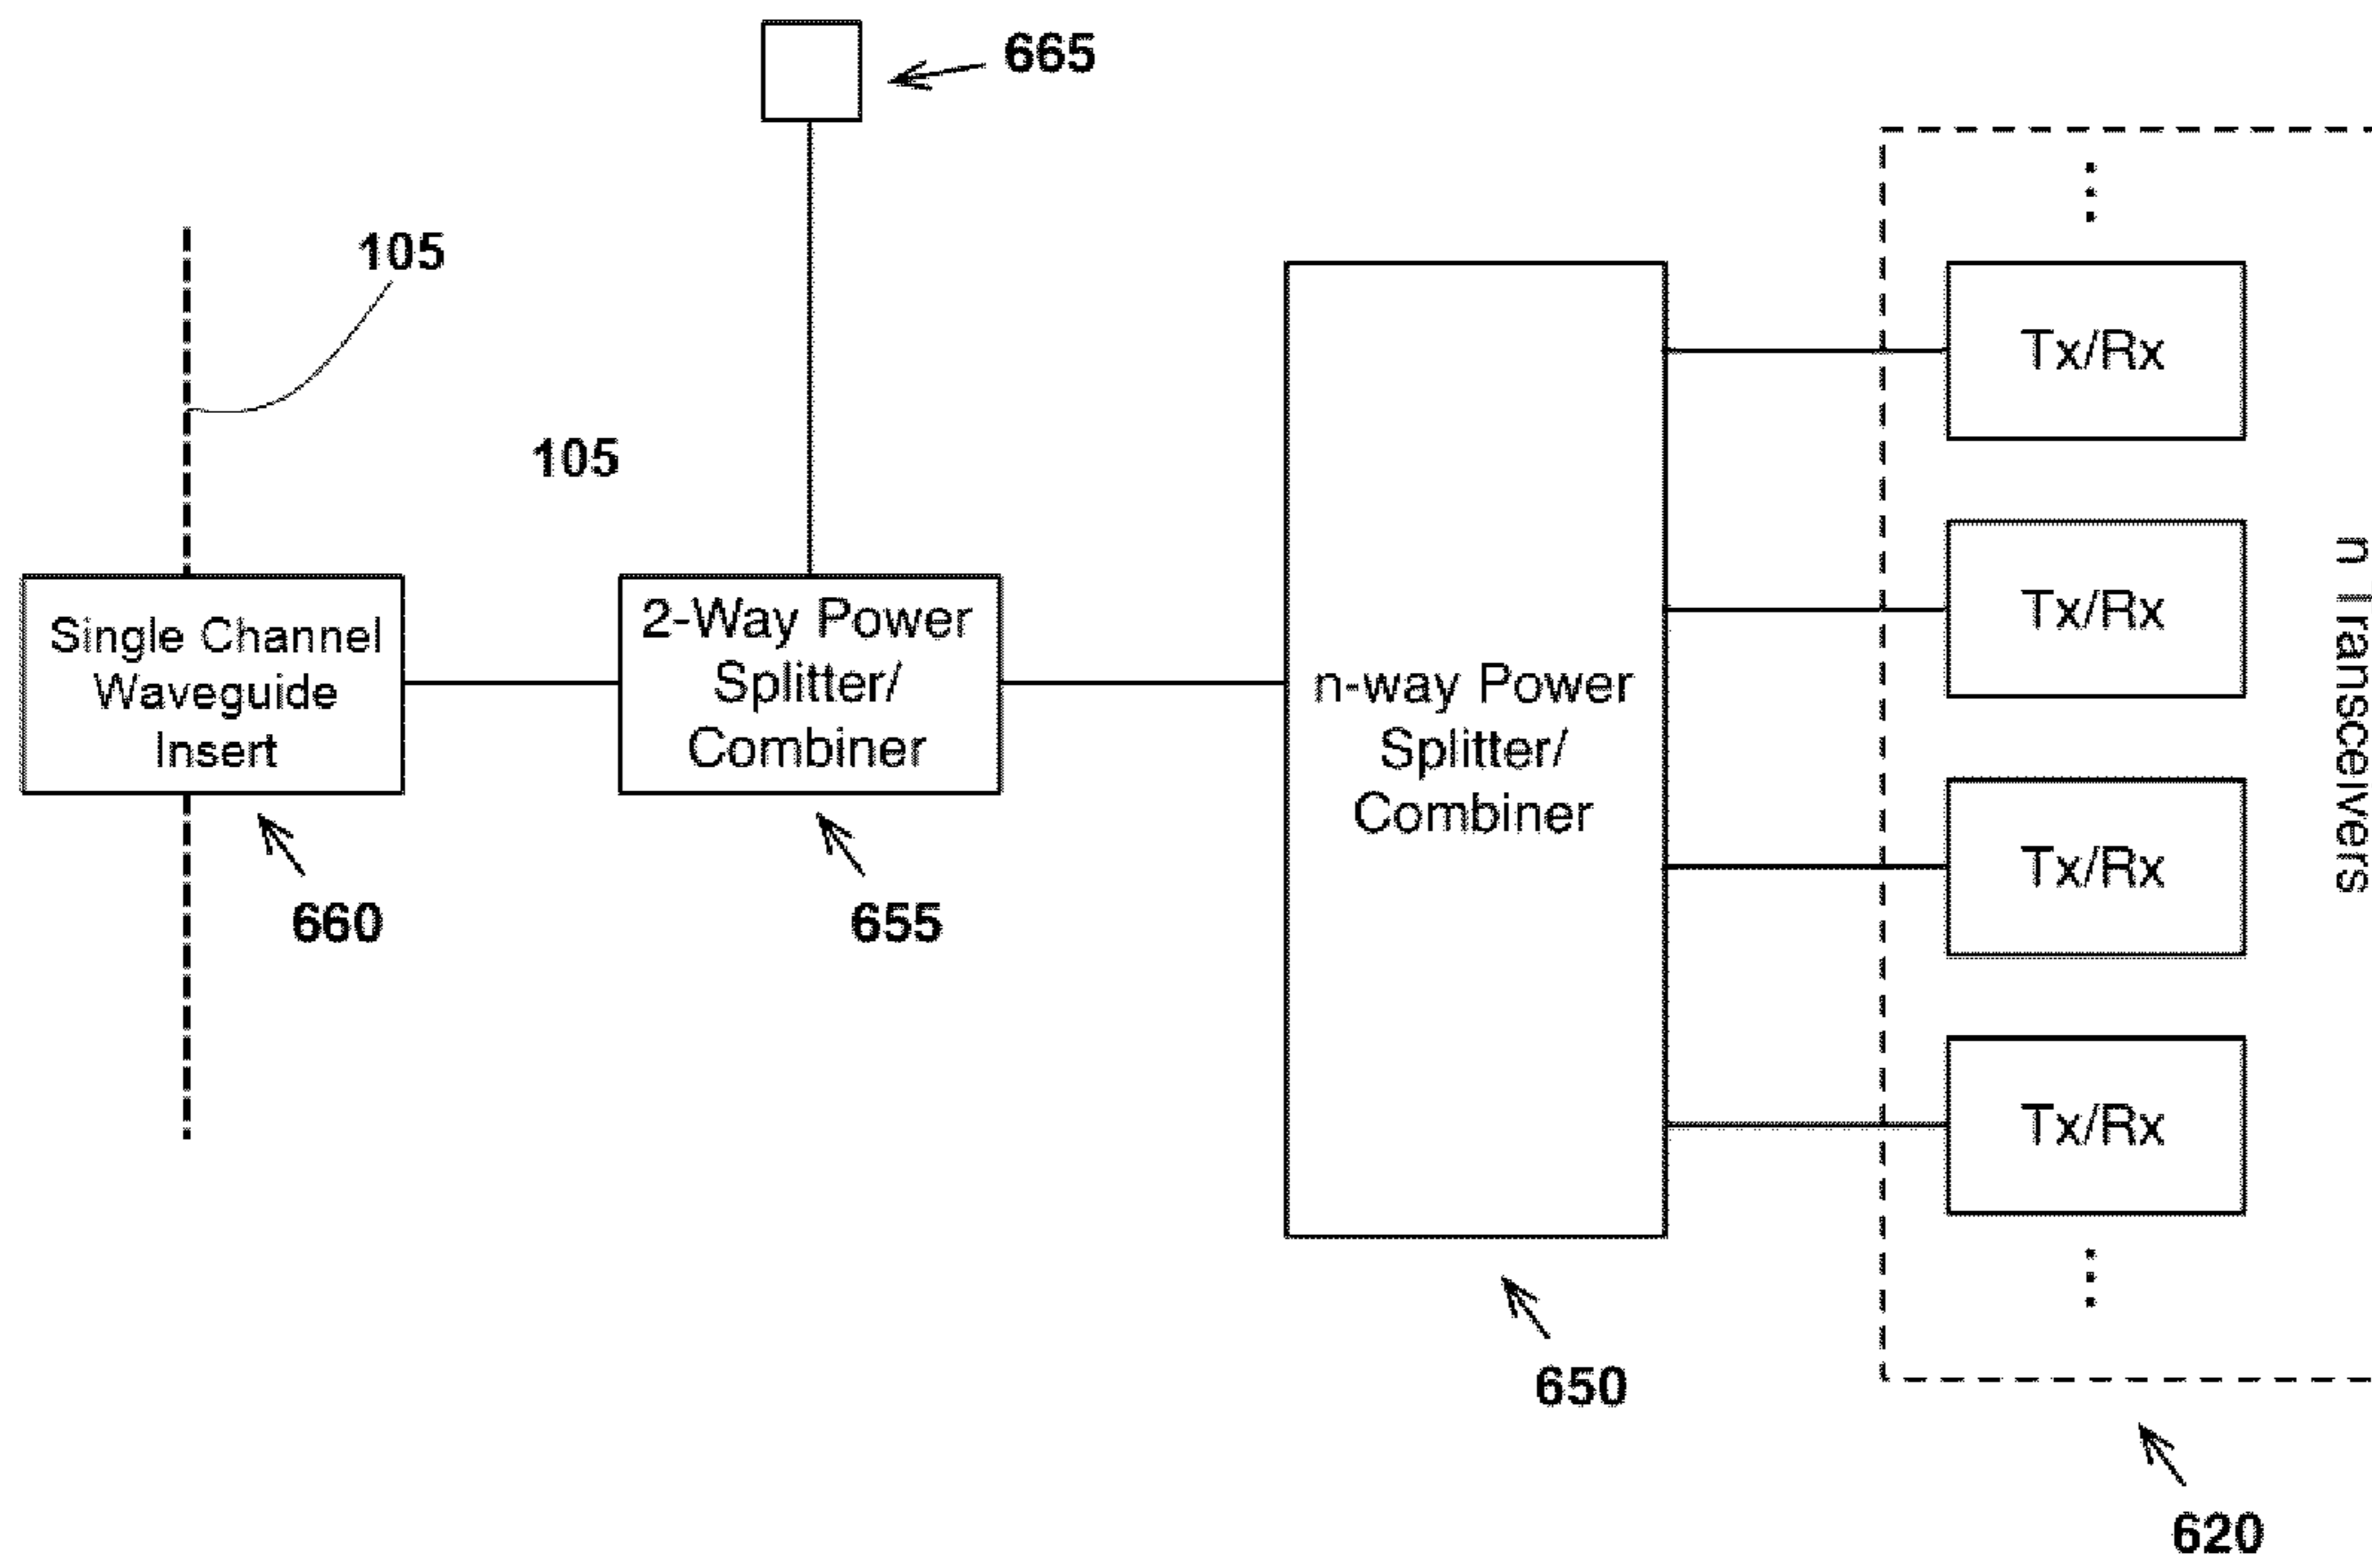 665
105
105
Single Channel
Waveguide
Insert
2-Way Power
Splitter/
Combiner
n-way Power
Splitter/
Combiner
Tx/Rx
Tx/Rx
Tx/Rx
Tx/Rx
n Transceivers
660
655
650
620